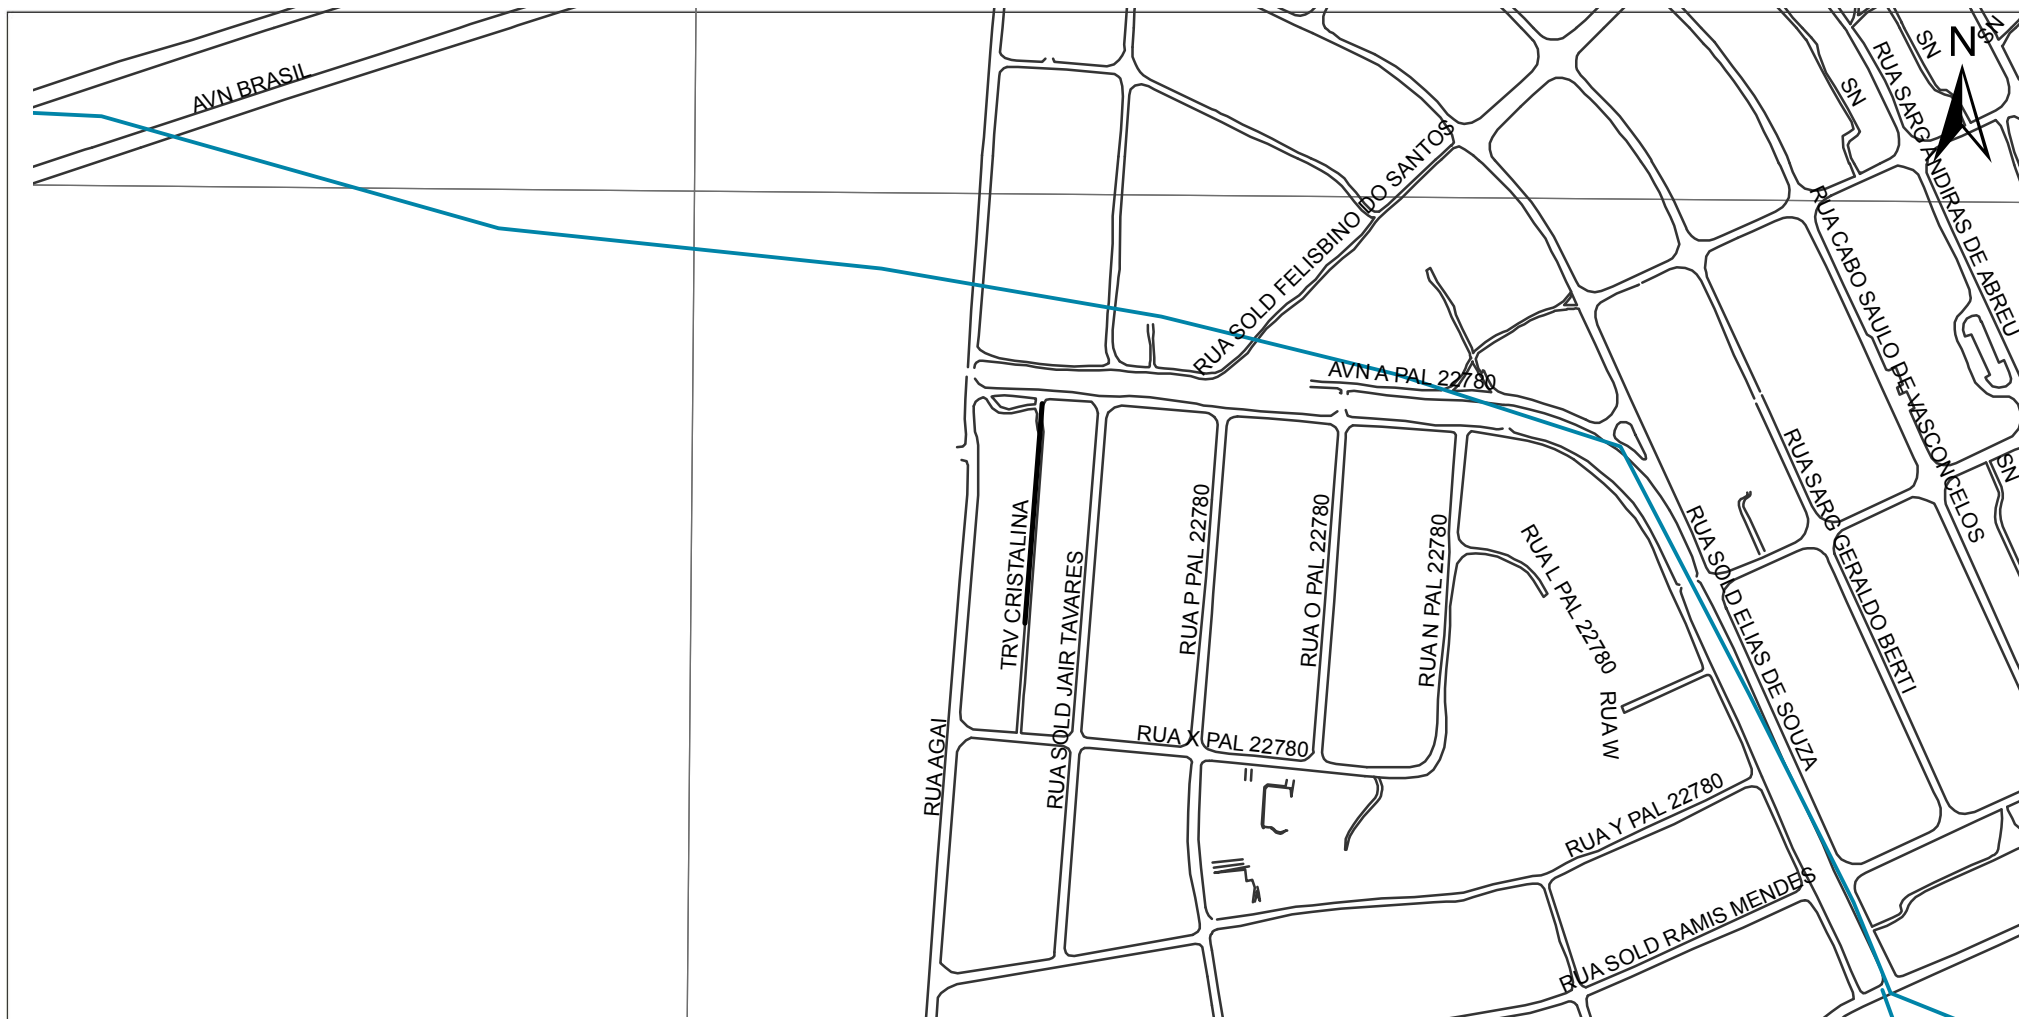 SN
SN
N
AVN BRASIL
SN
RUA SARG ANDIRAS DE ABREU
RUA SOLD FELISBINO DO SANTOS
RUA CABO SAULO DE VASCONCELOS
AVN A PAL 22780
RUA SARG GERALDO BERTI
SN
TRV CRISTALINA
RUA SOLD JAIR TAVARES
RUA P PAL 22780
RUA O PAL 22780
RUA N PAL 22780
RUA L PAL 22780
RUA SOLD ELIAS DE SOUZA
RUA W
RUA AGAI
RUA X PAL 22780
RUA Y PAL 22780
RUA SOLD RAMIS MENDES